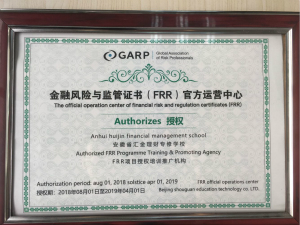 GARP Global Association of Risk Professionals
金融风险与监管证书（FRR）官方运营中心
The official operation center of financial risk and regulation certificates (FRR)
Authorizes 授权
Anhui huijin financial management school
安徽省汇金理财专修学校
Authorized FRR Programme Training & Promoting Agency
FRR项目授权培训推广机构
Authorization period: aug 01, 2018 solstice apr 01, 2019
FRR official operations center
授权期：2018年08月01日至2019年04月01日
Beijing shouquan education technology co. LTD.